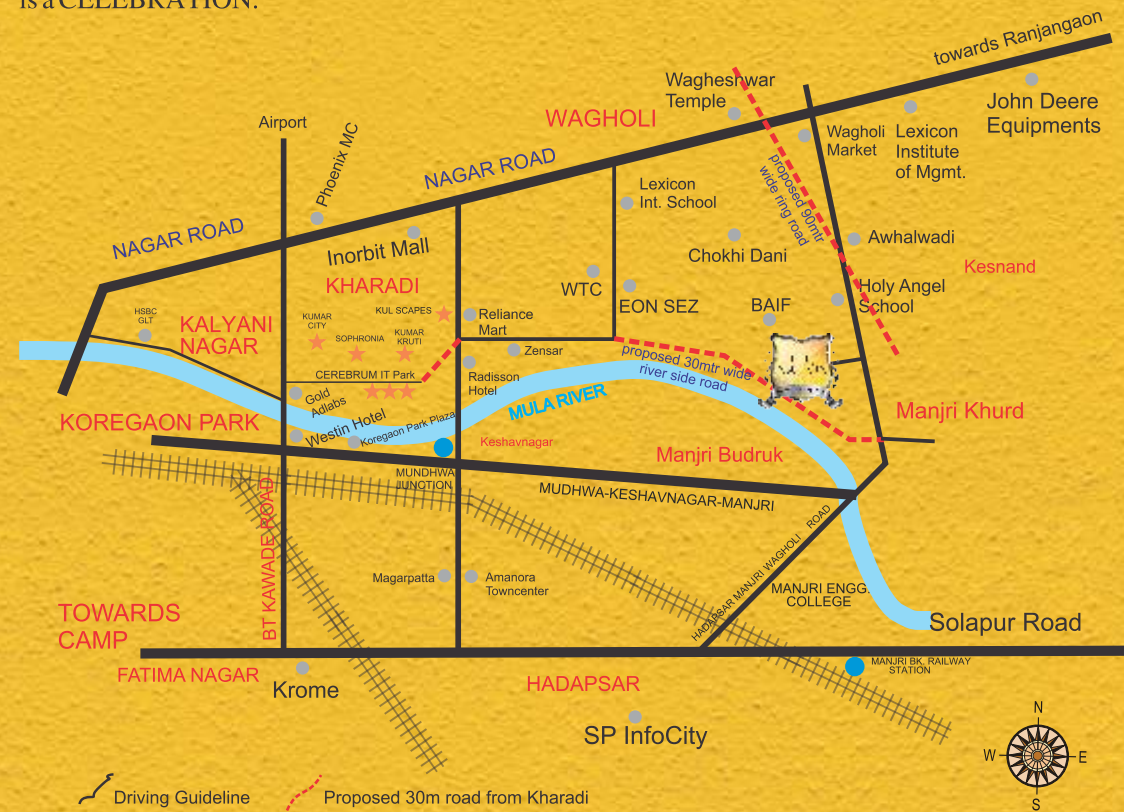 is a CELEBRATION.
towards Ranjangaon
Wagheshwar
Temple
John Deere
Equipments
WAGHOLI
Airport
Phoenix MC
Wagholi
Market
Lexicon
Institute
of Mgmt.
NAGAR ROAD
proposed 90mtr
wide ring road
Lexicon
Int. School
NAGAR ROAD
Inorbit Mall
Awhalwadi
Chokhi Dani
Kesnand
KHARADI
WTC
EON SEZ
BAIF
Holy Angel
School
HSBC
GLT
KALYANI
NAGAR
KUMAR
CITY
KUL SCAPES
SOPHRONIA
KUMAR
KRUTI
Reliance
Mart
Zensar
proposed 30mtr wide
river side road
CEREBRUM IT Park
Radisson
Hotel
Gold
Adlabs
MULA RIVER
KOREGAON PARK
Westin Hotel
Koregaon Park Plaza
Keshavnagar
Manjri Khurd
Manjri Budruk
MUNDHWA
JUNCTION
MUDHWA-KESHAVNAGAR-MANJRI
BT KAWADE ROAD
HADAPSAR MANJRI WAGHOLI ROAD
Magarpatta
Amanora
Towncenter
MANJRI ENGG.
COLLEGE
TOWARDS
CAMP
Solapur Road
FATIMA NAGAR
Krome
HADAPSAR
MANJRI BK. RAILWAY
STATION
SP InfoCity
N
W
E
S
Driving Guideline
Proposed 30m road from Kharadi